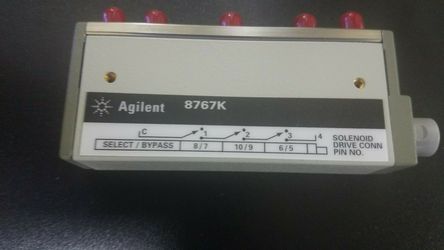 Agilent 8767K
C 1 2 3 4
SELECT / BYPASS 8/7 10/9 6/5
SOLENOID
DRIVE CONN
PIN NO.